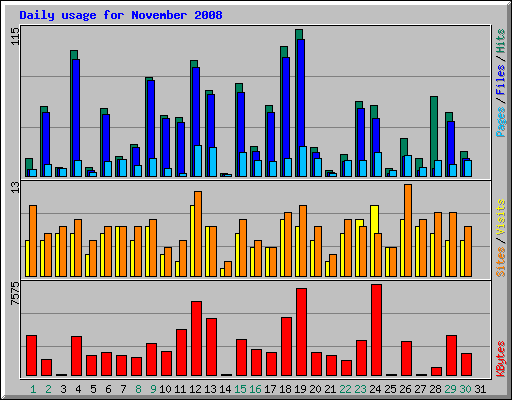 Daily usage for November 2008
115
Pages / Files / Hits
13
Sites / Visits
7575
KBytes
1 2 3 4 5 6 7 8 9 10 11 12 13 14 15 16 17 18 19 20 21 22 23 24 25 26 27 28 29 30 31